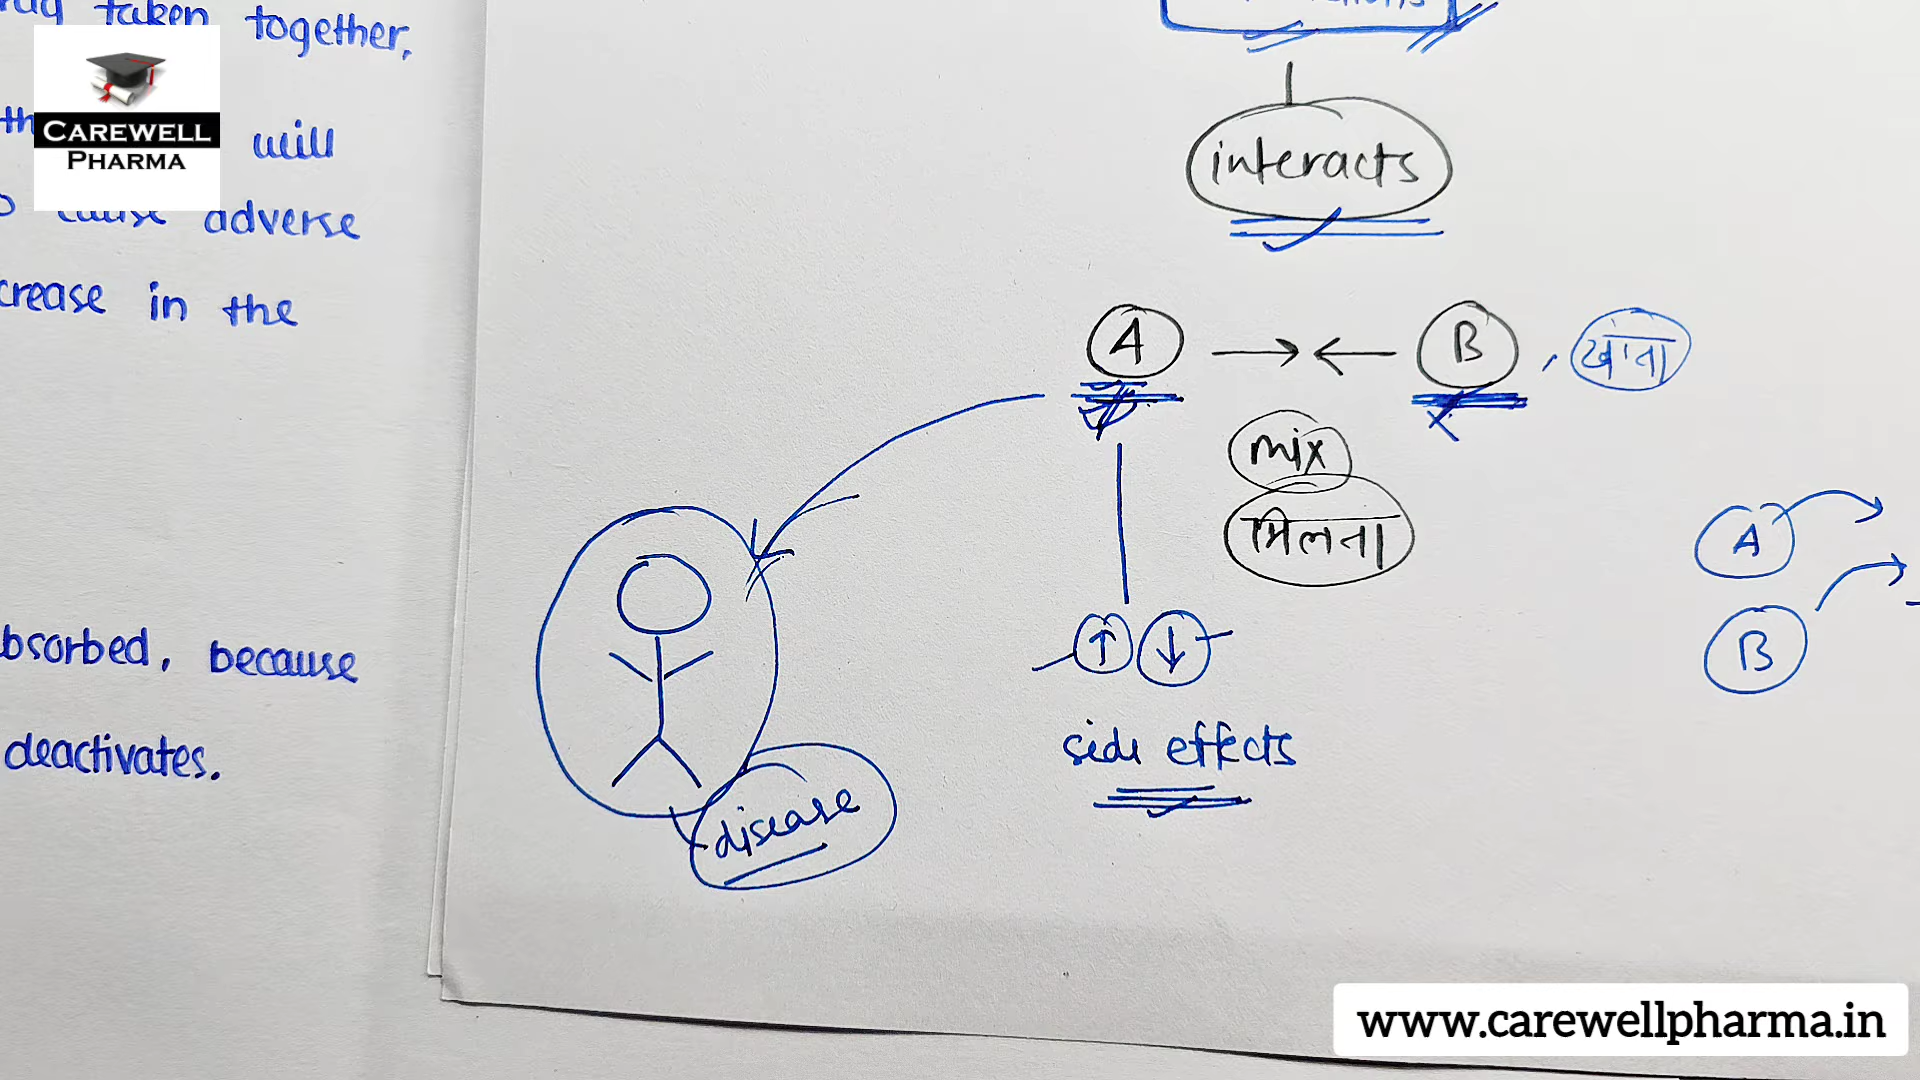 taken together,
CAREWELL
PHARMA
will
cause adverse
crease in the
bsorbed, because
deactivates.
interacts
A → ← B , खाना
mix
मिलना
↑ ↓
side effects
disease
A
B
www.carewellpharma.in